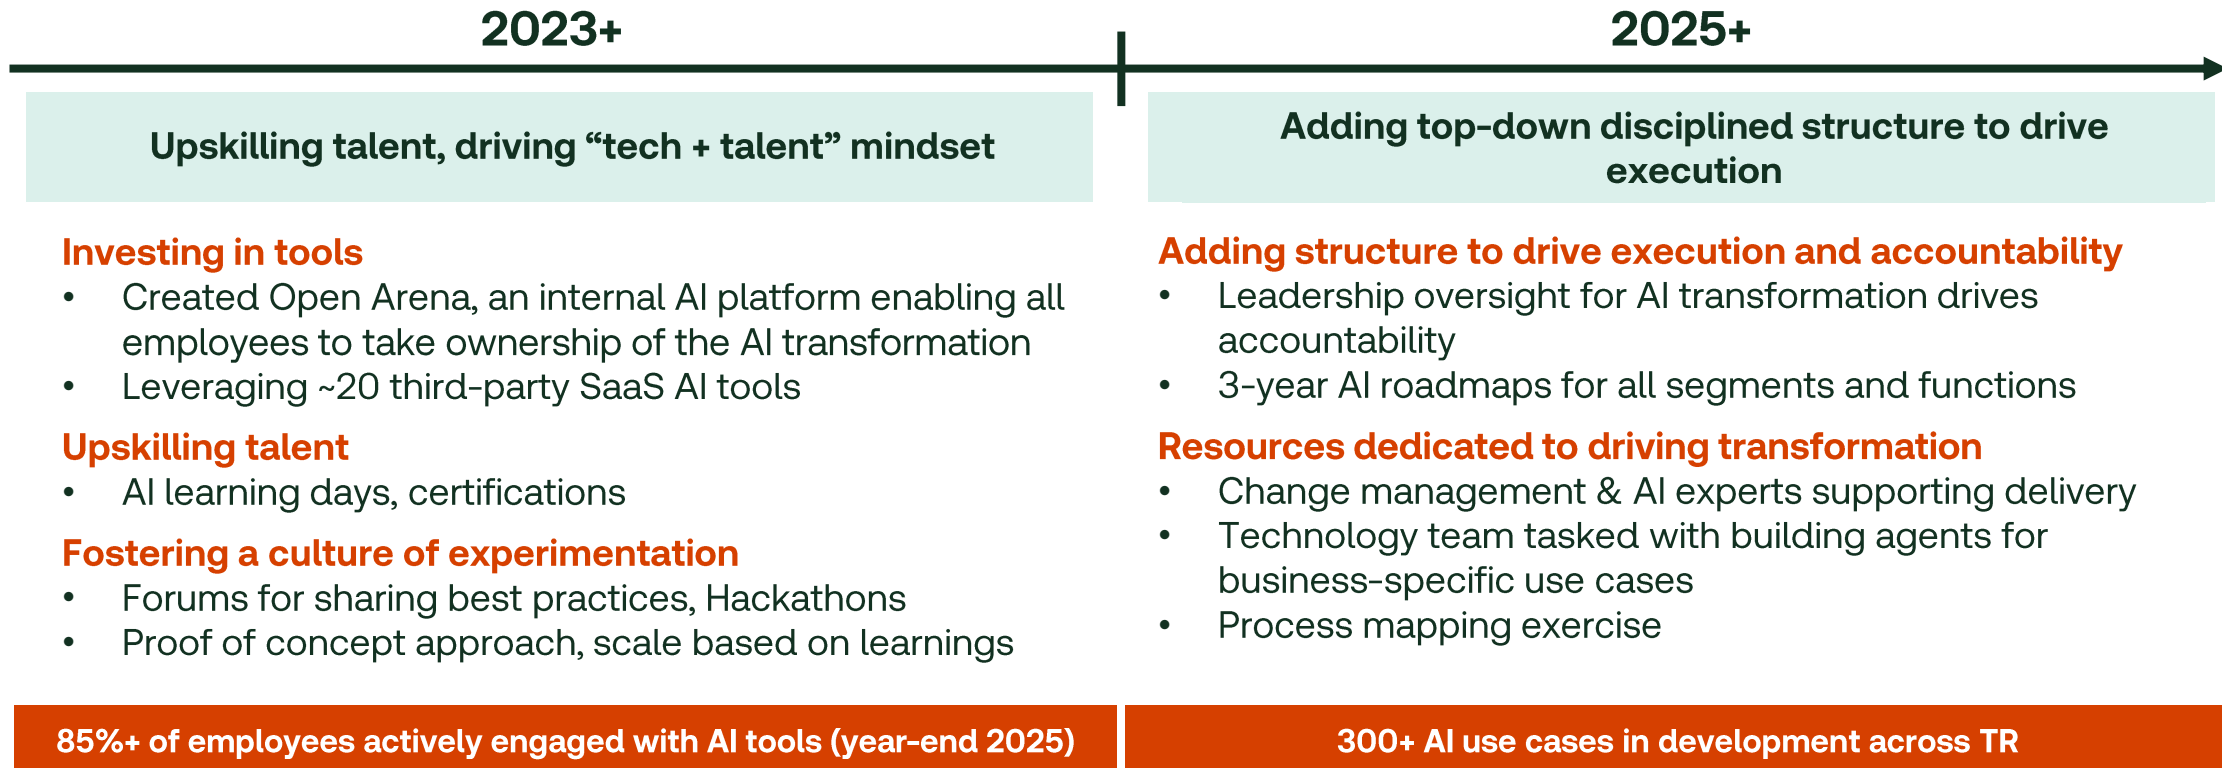 2023+
2025+
Upskilling talent, driving “tech + talent” mindset
Investing in tools
• Created Open Arena, an internal AI platform enabling all
employees to take ownership of the AI transformation
• Leveraging ~20 third-party SaaS AI tools
Upskilling talent
• AI learning days, certifications
Fostering a culture of experimentation
• Forums for sharing best practices, Hackathons
• Proof of concept approach, scale based on learnings
85%+ of employees actively engaged with AI tools (year-end 2025)
Adding top-down disciplined structure to drive
execution
Adding structure to drive execution and accountability
• Leadership oversight for AI transformation drives
accountability
• 3-year AI roadmaps for all segments and functions
Resources dedicated to driving transformation
• Change management & AI experts supporting delivery
• Technology team tasked with building agents for
business-specific use cases
• Process mapping exercise
300+ AI use cases in development across TR